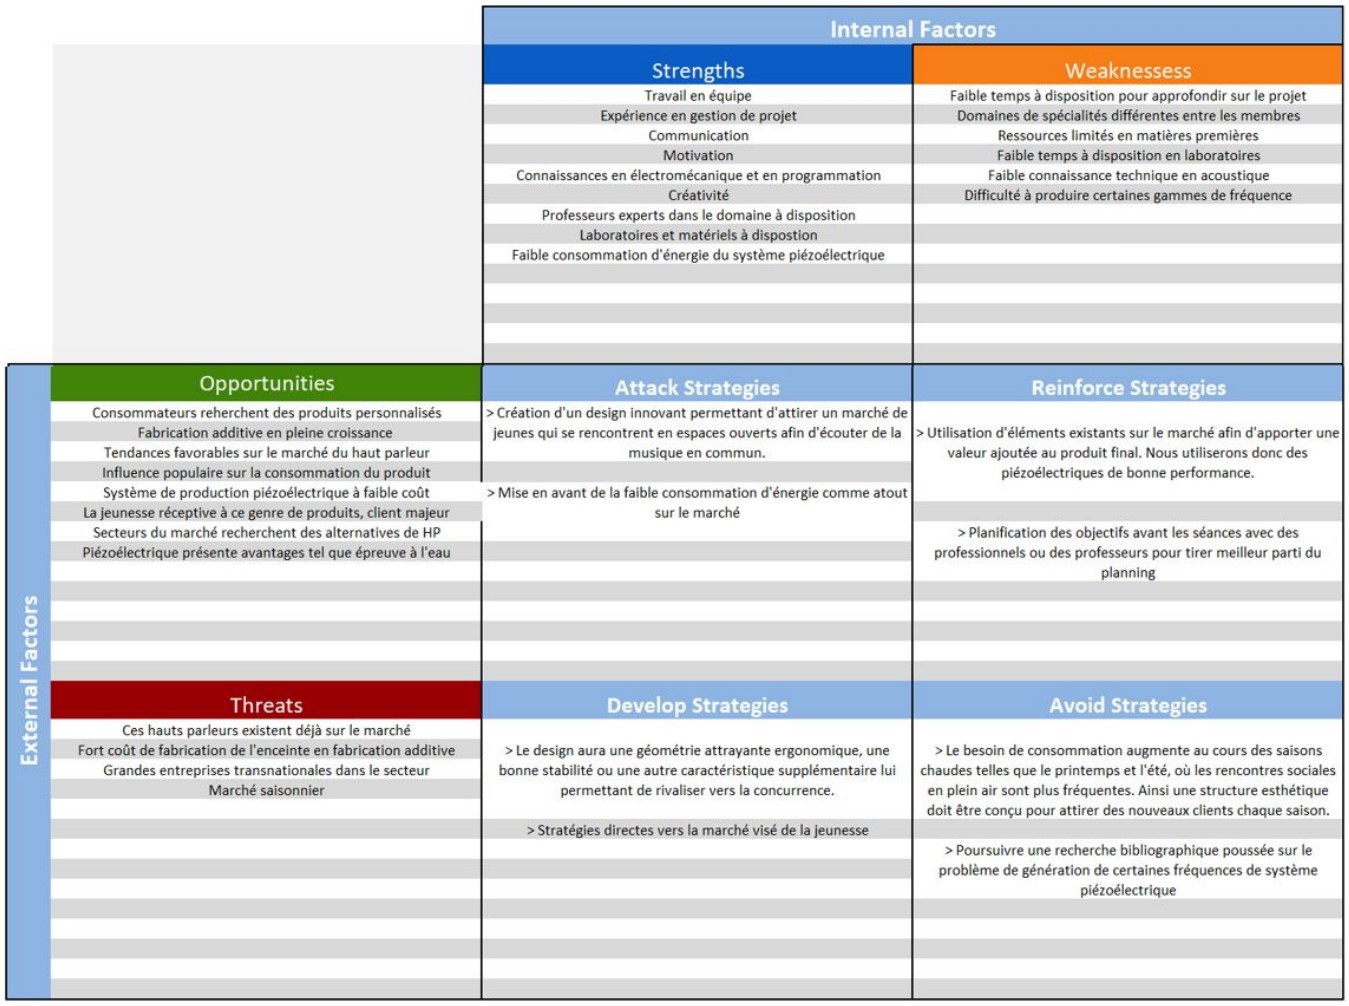 Internal Factors
Strengths
Travail en équipe
Expérience en gestion de projet
Communication
Motivation
Connaissances en électromécanique et en programmation
Créativité
Professeurs experts dans le domaine à disposition
Laboratoires et matériels à dispostion
Faible consommation d'énergie du système piézoélectrique
Weaknessess
Faible temps à disposition pour approfondir sur le projet
Domaines de spécialités différentes entre les membres
Ressources limités en matières premières
Faible temps à disposition en laboratoires
Faible connaissance technique en acoustique
Difficulté à produire certaines gammes de fréquence
External Factors
Opportunities
Consommateurs reherchent des produits personnalisés
Fabrication additive en pleine croissance
Tendances favorables sur le marché du haut parleur
Influence populaire sur la consommation du produit
Système de production piézoélectrique à faible coût
La jeunesse réceptive à ce genre de produits, client majeur
Secteurs du marché recherchent des alternatives de HP
Piézoélectrique présente avantages tel que épreuve à l'eau
Attack Strategies
> Création d'un design innovant permettant d'attirer un marché de
jeunes qui se rencontrent en espaces ouverts afin d'écouter de la
musique en commun.
> Mise en avant de la faible consommation d'énergie comme atout
sur le marché
Reinforce Strategies
> Utilisation d'éléments existants sur le marché afin d'apporter une
valeur ajoutée au produit final. Nous utiliserons donc des
piézoélectriques de bonne performance.
> Planification des objectifs avant les séances avec des
professionnels ou des professeurs pour tirer meilleur parti du
planning
Threats
Ces hauts parleurs existent déjà sur le marché
Fort coût de fabrication de l'enceinte en fabrication additive
Grandes entreprises transnationales dans le secteur
Marché saisonnier
Develop Strategies
> Le design aura une géométrie attrayante ergonomique, une
bonne stabilité ou une autre caractéristique supplémentaire lui
permettant de rivaliser vers la concurrence.
> Stratégies directes vers la marché visé de la jeunesse
Avoid Strategies
> Le besoin de consommation augmente au cours des saisons
chaudes telles que le printemps et l'été, où les rencontres sociales
en plein air sont plus fréquentes. Ainsi une structure esthétique
doit être conçu pour attirer des nouveaux clients chaque saison.
> Poursuivre une recherche bibliographique poussée sur le
problème de génération de certaines fréquences de système
piézoélectrique